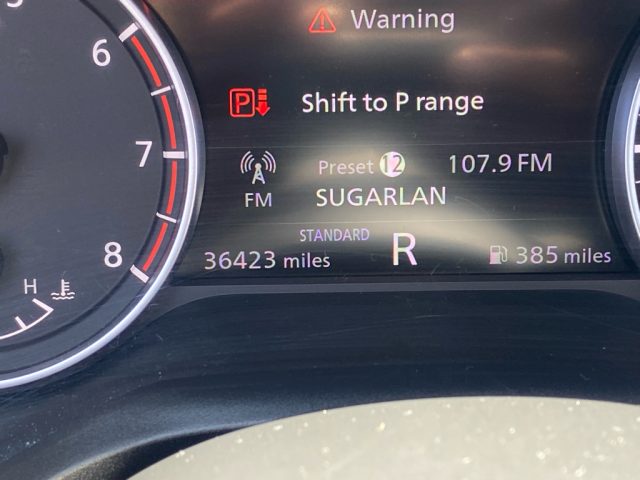 5
6
7
8
H
Warning
P
Shift to P range
Preset 12 107.9 FM
FM SUGARLAN
STANDARD
36423 miles R 385 miles